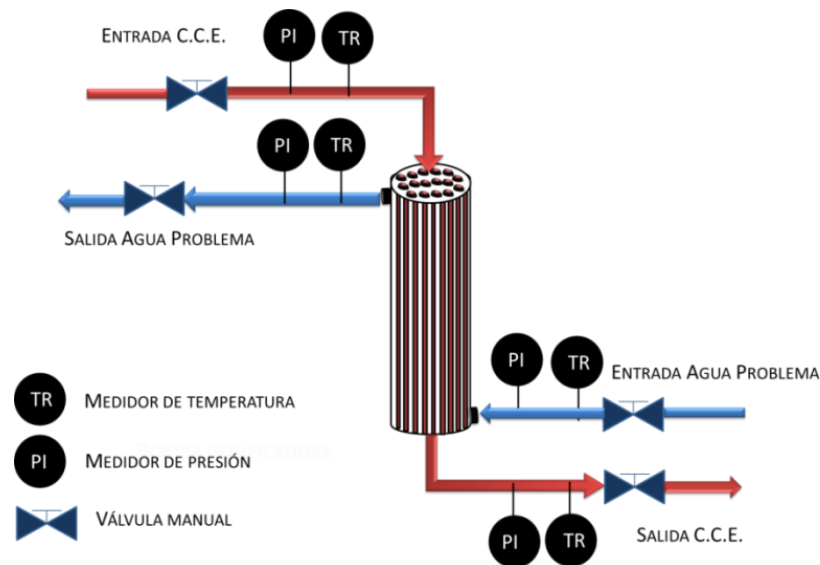 ENTRADA C.C.E.
PI
TR
PI
TR
SALIDA AGUA PROBLEMA
PI
TR
ENTRADA AGUA PROBLEMA
TR
MEDIDOR DE TEMPERATURA
PI
MEDIDOR DE PRESIÓN
VÁLVULA MANUAL
PI
TR
SALIDA C.C.E.